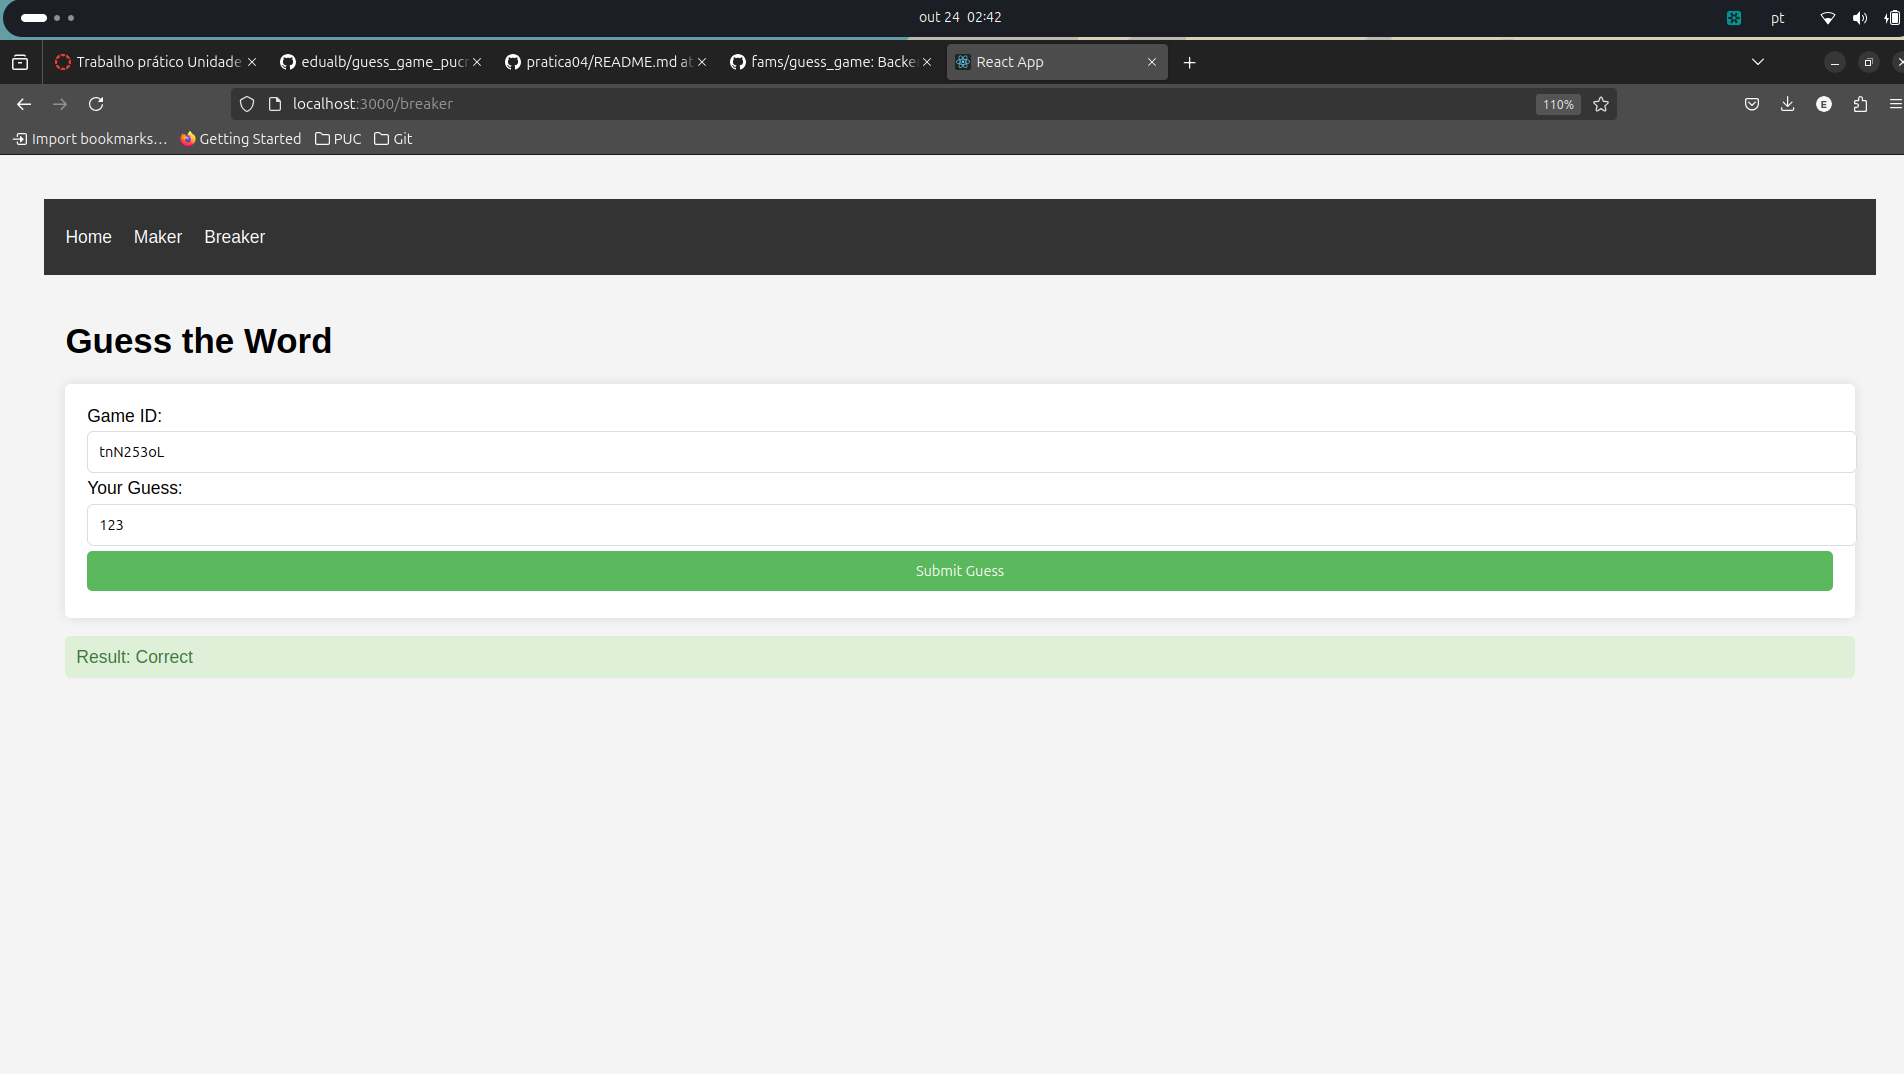 out 24 02:42
pt
Trabalho prático Unidade
edualb/guess_game_puc
pratica04/README.md at
fams/guess_game: Backe
React App
localhost:3000/breaker
110%
E
Import bookmarks...
Getting Started
PUC
Git
Home
Maker
Breaker
Guess the Word
Game ID:
tnN253oL
Your Guess:
123
Submit Guess
Result: Correct